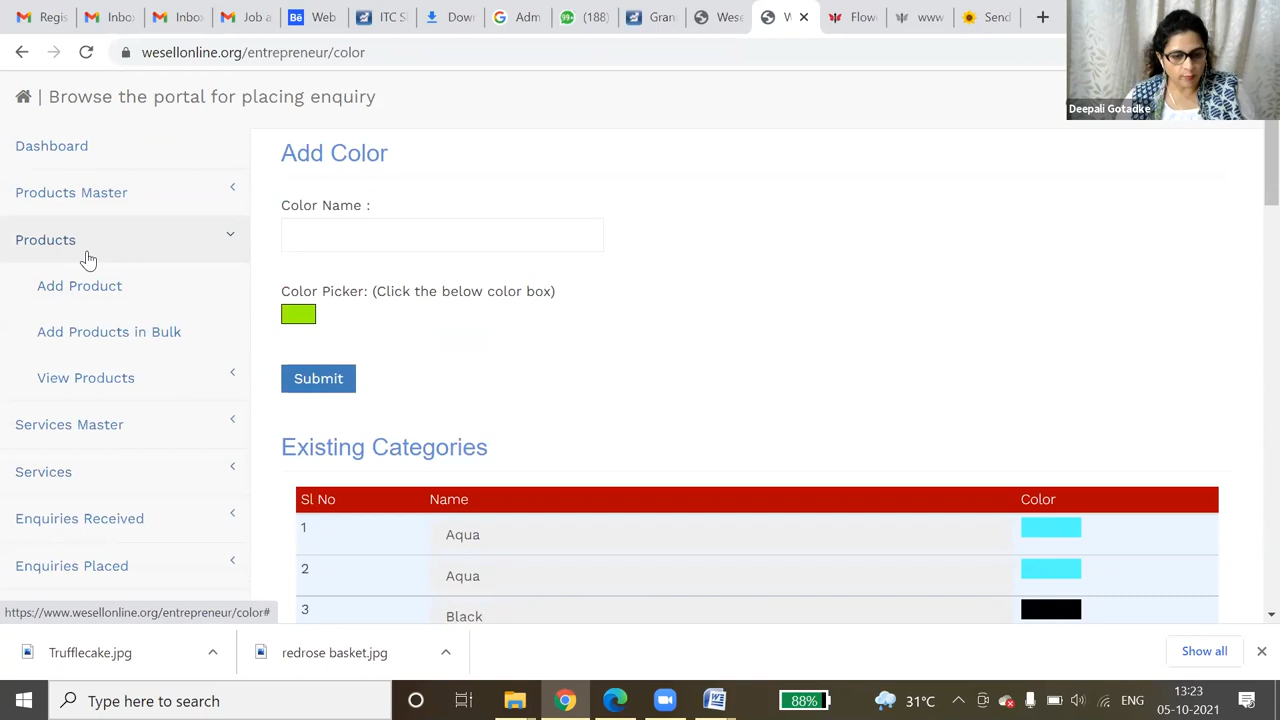 Regis
Inbo
Inbox
Job a
Web
ITC S
Dow
Adm
(188)
Gran
Wese
W
Flow
www
Send
wesellonline.org/entrepreneur/color
| Browse the portal for placing enquiry
Deepali Gotadke
Dashboard
Products Master
Products
Add Product
Add Products in Bulk
View Products
Services Master
Services
Enquiries Received
Enquiries Placed
Add Color
Color Name :
Color Picker: (Click the below color box)
Submit
Existing Categories
Sl No Name Color
1 Aqua
2 Aqua
3 Black
https://www.wesellonline.org/entrepreneur/color#
Trufflecake.jpg
redrose basket.jpg
Show all
Type here to search
88%
31°C
ENG
13:23
05-10-2021